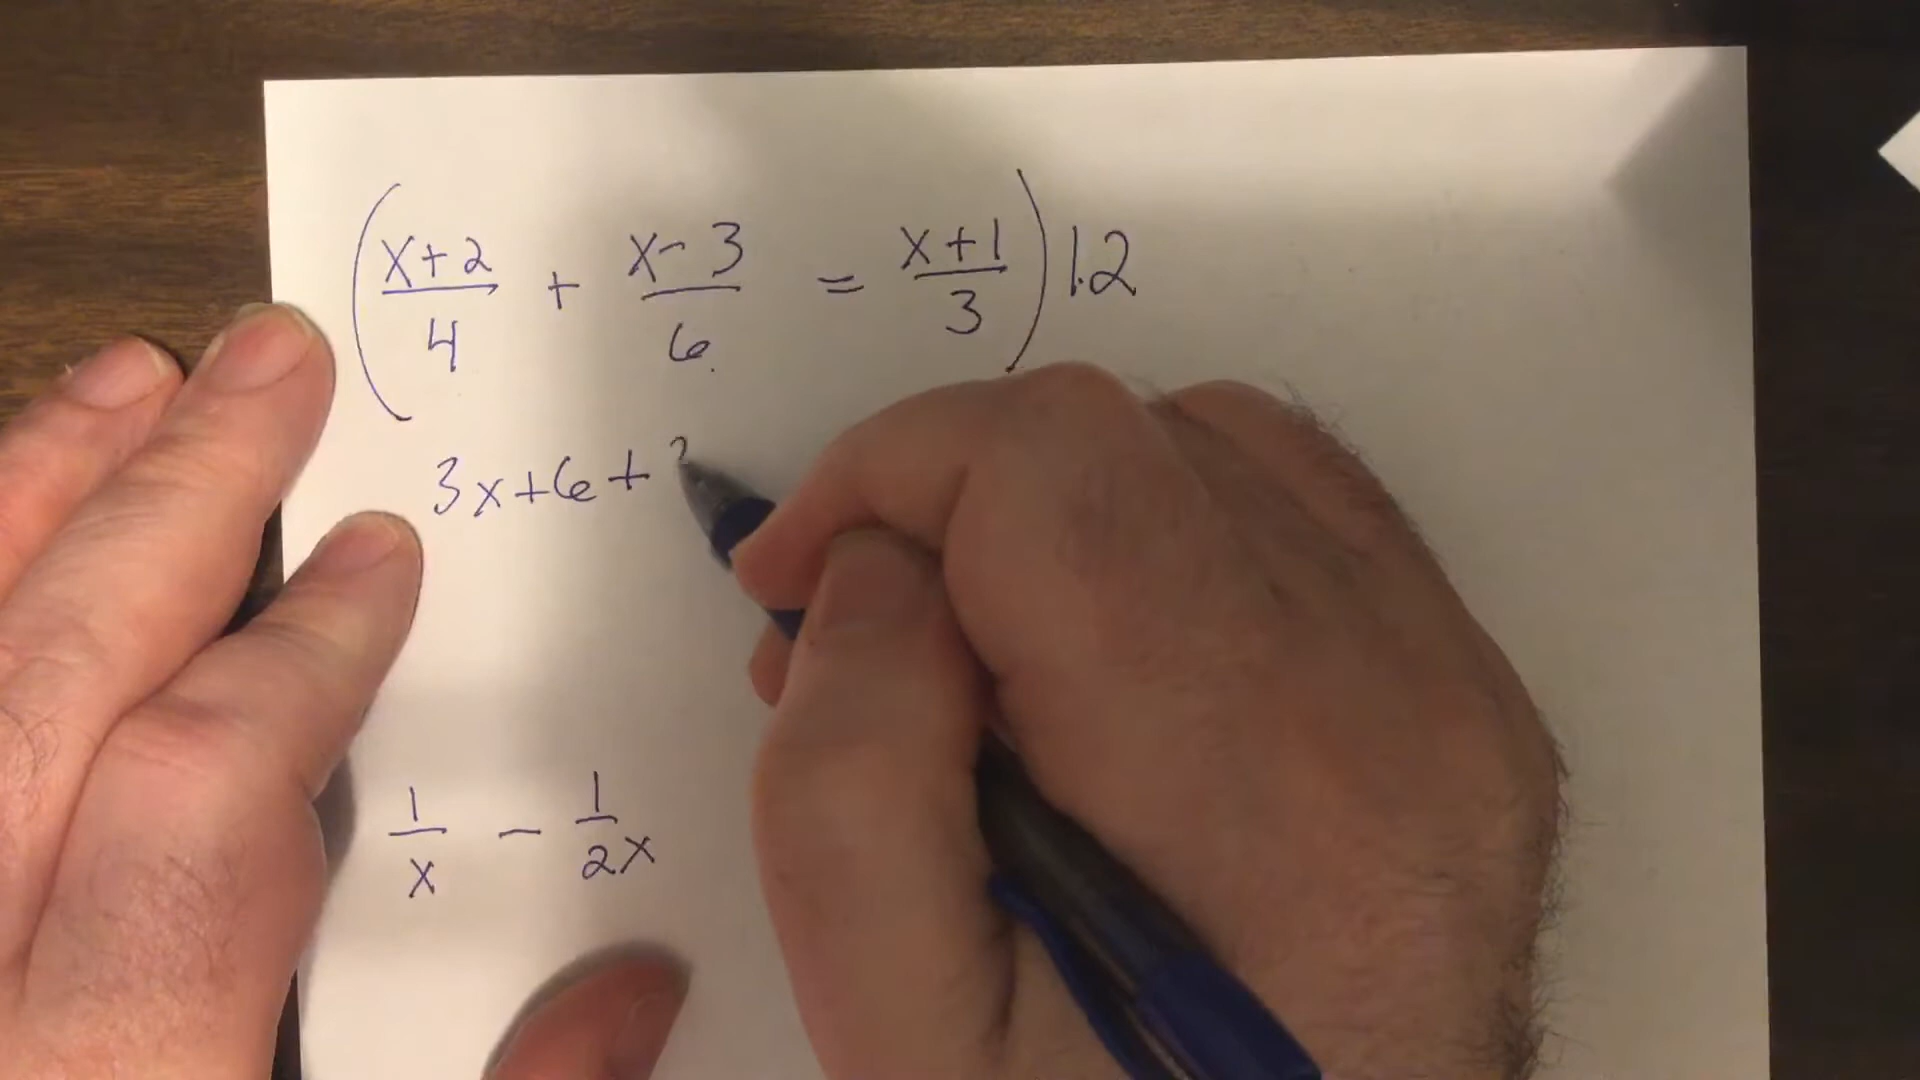 (x+2/4 + x-3/6 = x+1/3)12
3x+6+
1/x - 1/2x